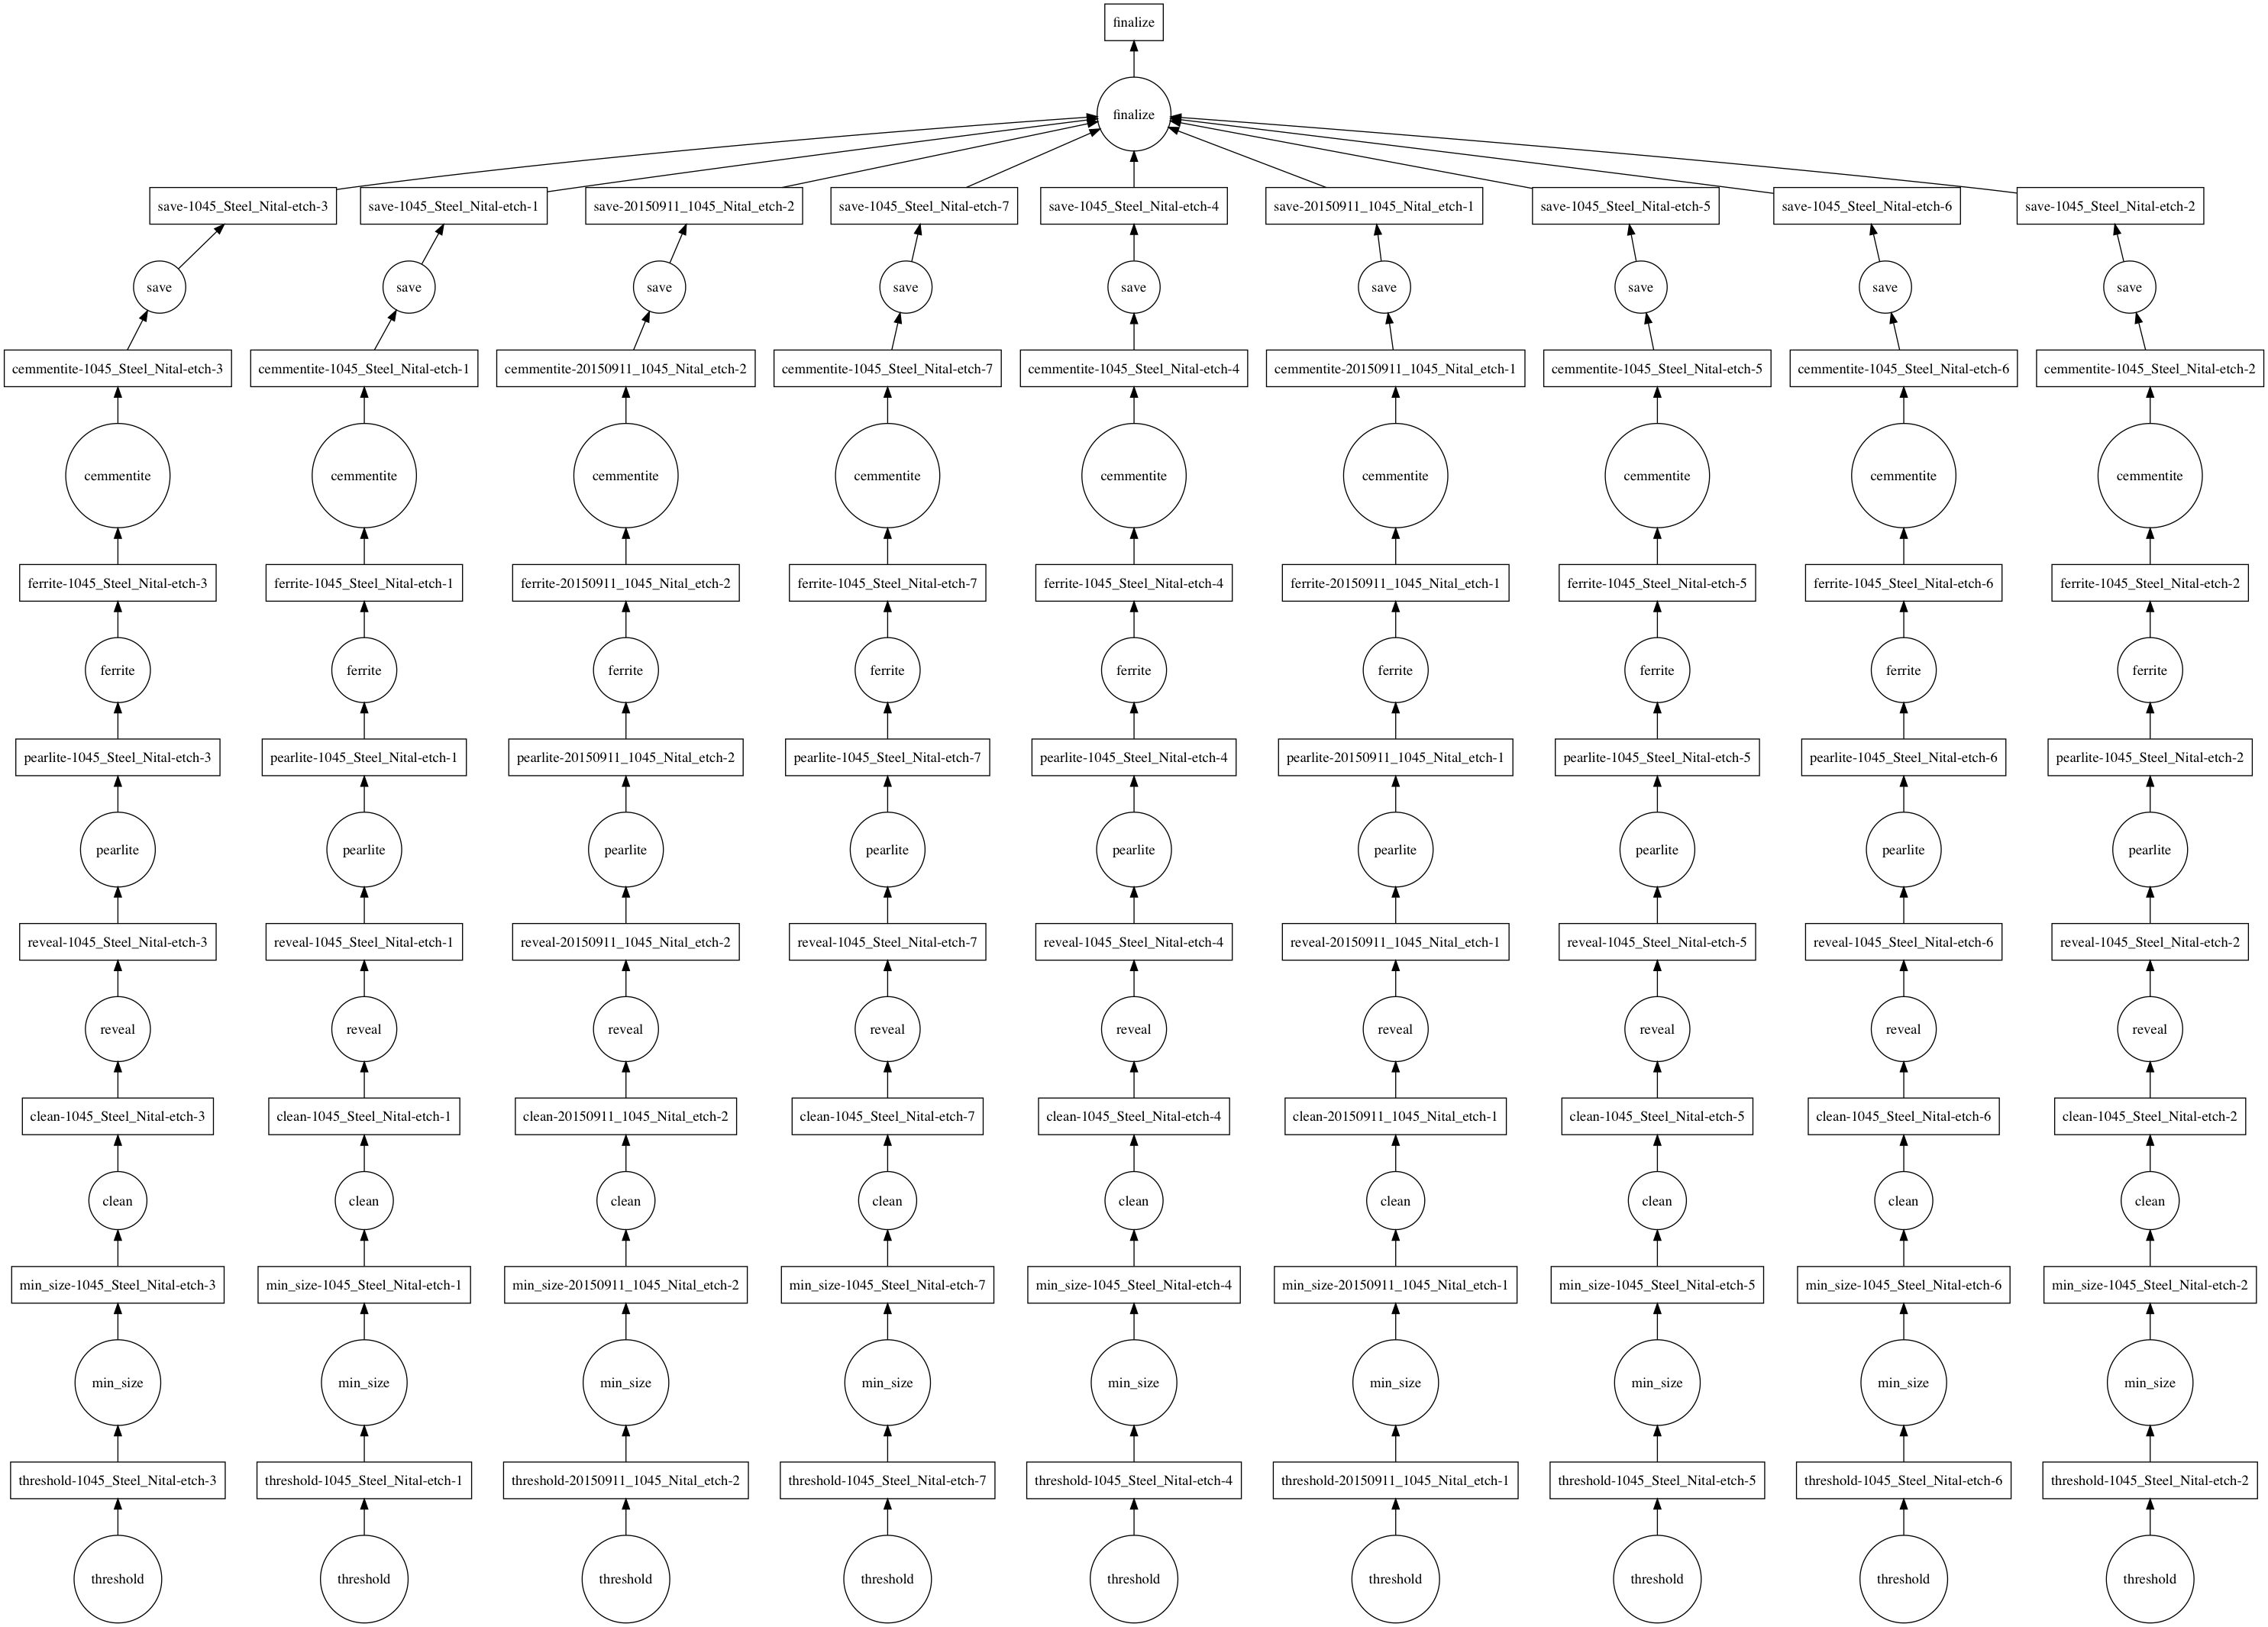 finalize
finalize
save-1045_Steel_Nital-etch-3 save-1045_Steel_Nital-etch-1 save-20150911_1045_Nital_etch-2 save-1045_Steel_Nital-etch-7 save-1045_Steel_Nital-etch-4 save-20150911_1045_Nital_etch-1 save-1045_Steel_Nital-etch-5 save-1045_Steel_Nital-etch-6 save-1045_Steel_Nital-etch-2
save save save save save save save save save
cemmentite-1045_Steel_Nital-etch-3 cemmentite-1045_Steel_Nital-etch-1 cemmentite-20150911_1045_Nital_etch-2 cemmentite-1045_Steel_Nital-etch-7 cemmentite-1045_Steel_Nital-etch-4 cemmentite-20150911_1045_Nital_etch-1 cemmentite-1045_Steel_Nital-etch-5 cemmentite-1045_Steel_Nital-etch-6 cemmentite-1045_Steel_Nital-etch-2
cemmentite cemmentite cemmentite cemmentite cemmentite cemmentite cemmentite cemmentite cemmentite
ferrite-1045_Steel_Nital-etch-3 ferrite-1045_Steel_Nital-etch-1 ferrite-20150911_1045_Nital_etch-2 ferrite-1045_Steel_Nital-etch-7 ferrite-1045_Steel_Nital-etch-4 ferrite-20150911_1045_Nital_etch-1 ferrite-1045_Steel_Nital-etch-5 ferrite-1045_Steel_Nital-etch-6 ferrite-1045_Steel_Nital-etch-2
ferrite ferrite ferrite ferrite ferrite ferrite ferrite ferrite ferrite
pearlite-1045_Steel_Nital-etch-3 pearlite-1045_Steel_Nital-etch-1 pearlite-20150911_1045_Nital_etch-2 pearlite-1045_Steel_Nital-etch-7 pearlite-1045_Steel_Nital-etch-4 pearlite-20150911_1045_Nital_etch-1 pearlite-1045_Steel_Nital-etch-5 pearlite-1045_Steel_Nital-etch-6 pearlite-1045_Steel_Nital-etch-2
pearlite pearlite pearlite pearlite pearlite pearlite pearlite pearlite pearlite
reveal-1045_Steel_Nital-etch-3 reveal-1045_Steel_Nital-etch-1 reveal-20150911_1045_Nital_etch-2 reveal-1045_Steel_Nital-etch-7 reveal-1045_Steel_Nital-etch-4 reveal-20150911_1045_Nital_etch-1 reveal-1045_Steel_Nital-etch-5 reveal-1045_Steel_Nital-etch-6 reveal-1045_Steel_Nital-etch-2
reveal reveal reveal reveal reveal reveal reveal reveal reveal
clean-1045_Steel_Nital-etch-3 clean-1045_Steel_Nital-etch-1 clean-20150911_1045_Nital_etch-2 clean-1045_Steel_Nital-etch-7 clean-1045_Steel_Nital-etch-4 clean-20150911_1045_Nital_etch-1 clean-1045_Steel_Nital-etch-5 clean-1045_Steel_Nital-etch-6 clean-1045_Steel_Nital-etch-2
clean clean clean clean clean clean clean clean clean
min_size-1045_Steel_Nital-etch-3 min_size-1045_Steel_Nital-etch-1 min_size-20150911_1045_Nital_etch-2 min_size-1045_Steel_Nital-etch-7 min_size-1045_Steel_Nital-etch-4 min_size-20150911_1045_Nital_etch-1 min_size-1045_Steel_Nital-etch-5 min_size-1045_Steel_Nital-etch-6 min_size-1045_Steel_Nital-etch-2
min_size min_size min_size min_size min_size min_size min_size min_size min_size
threshold-1045_Steel_Nital-etch-3 threshold-1045_Steel_Nital-etch-1 threshold-20150911_1045_Nital_etch-2 threshold-1045_Steel_Nital-etch-7 threshold-1045_Steel_Nital-etch-4 threshold-20150911_1045_Nital_etch-1 threshold-1045_Steel_Nital-etch-5 threshold-1045_Steel_Nital-etch-6 threshold-1045_Steel_Nital-etch-2
threshold threshold threshold threshold threshold threshold threshold threshold threshold